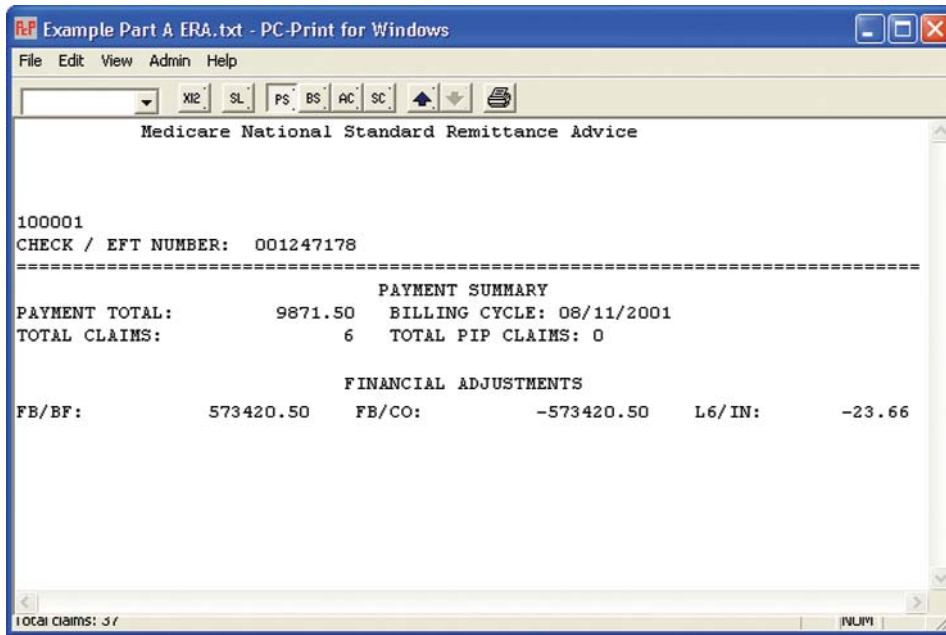 PCP Example Part A ERA.txt - PC-Print for Windows
File Edit View Admin Help
X12 SL PS BS AC SC
Medicare National Standard Remittance Advice
100001
CHECK / EFT NUMBER: 001247178
================================================================================
PAYMENT SUMMARY
PAYMENT TOTAL: 9871.50 BILLING CYCLE: 08/11/2001
TOTAL CLAIMS: 6 TOTAL PIP CLAIMS: 0
FINANCIAL ADJUSTMENTS
FB/BF: 573420.50 FB/CO: -573420.50 L6/IN: -23.66
Total claims: 37 NUM